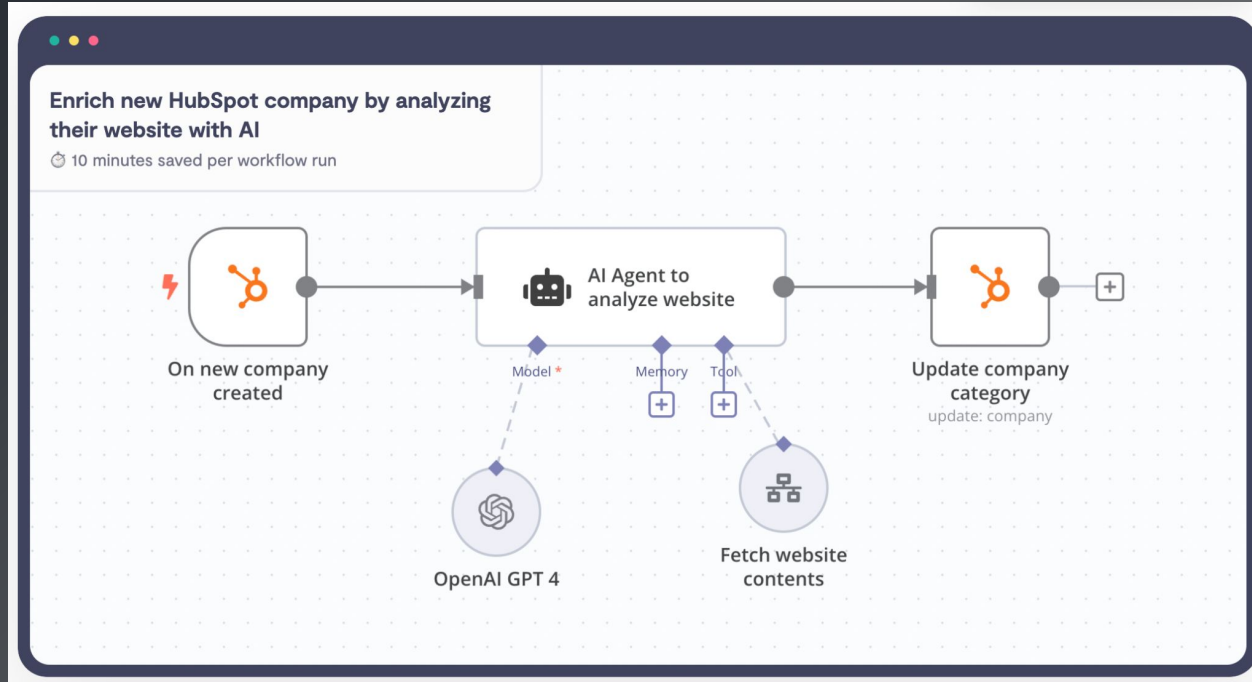 Enrich new HubSpot company by analyzing
their website with AI
10 minutes saved per workflow run
AI Agent to
analyze website
On new company
created
Model *
Memory
Tool
Update company
category
update: company
OpenAI GPT 4
Fetch website
contents